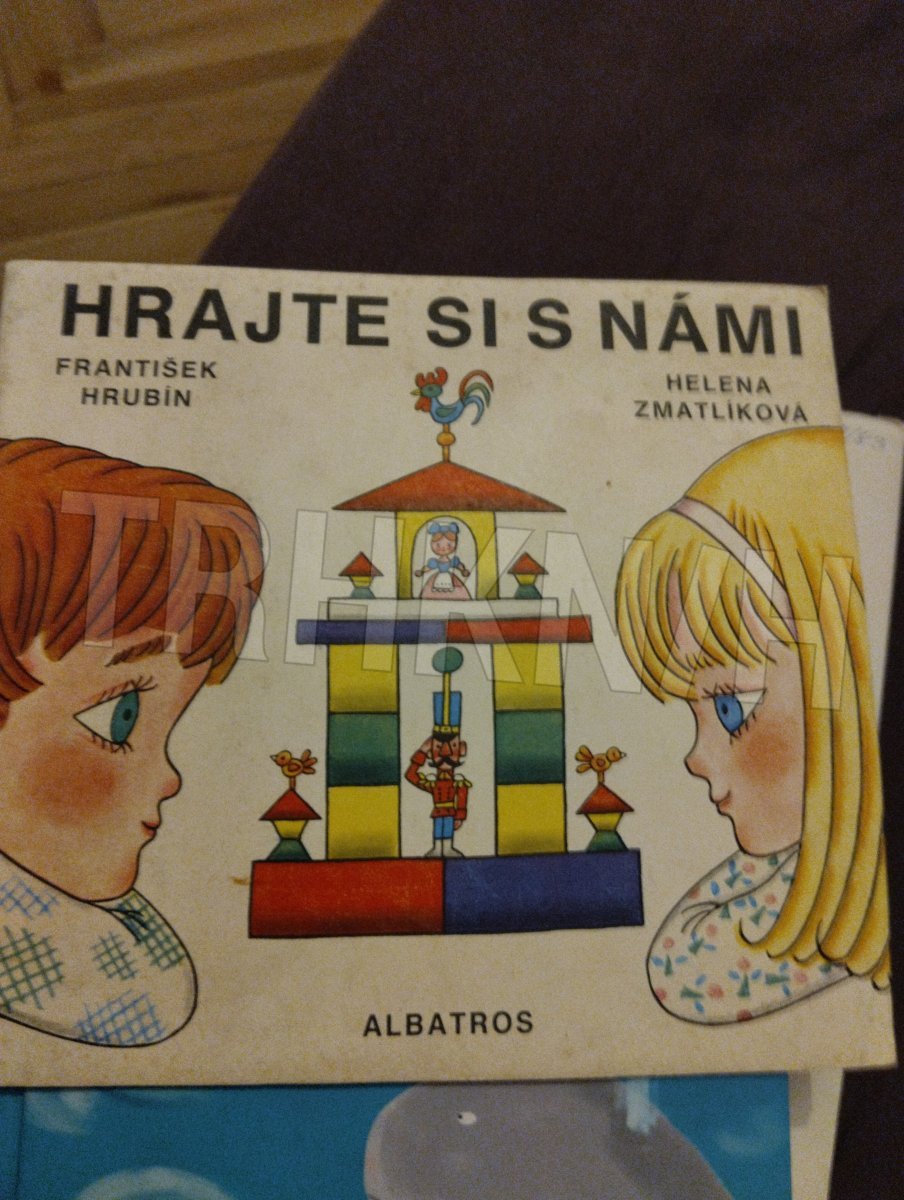 HRAJTE SI S NÁMI
FRANTIŠEK
HRUBÍN
HELENA
ZMATLÍKOVÁ
TRHKNIH
ALBATROS